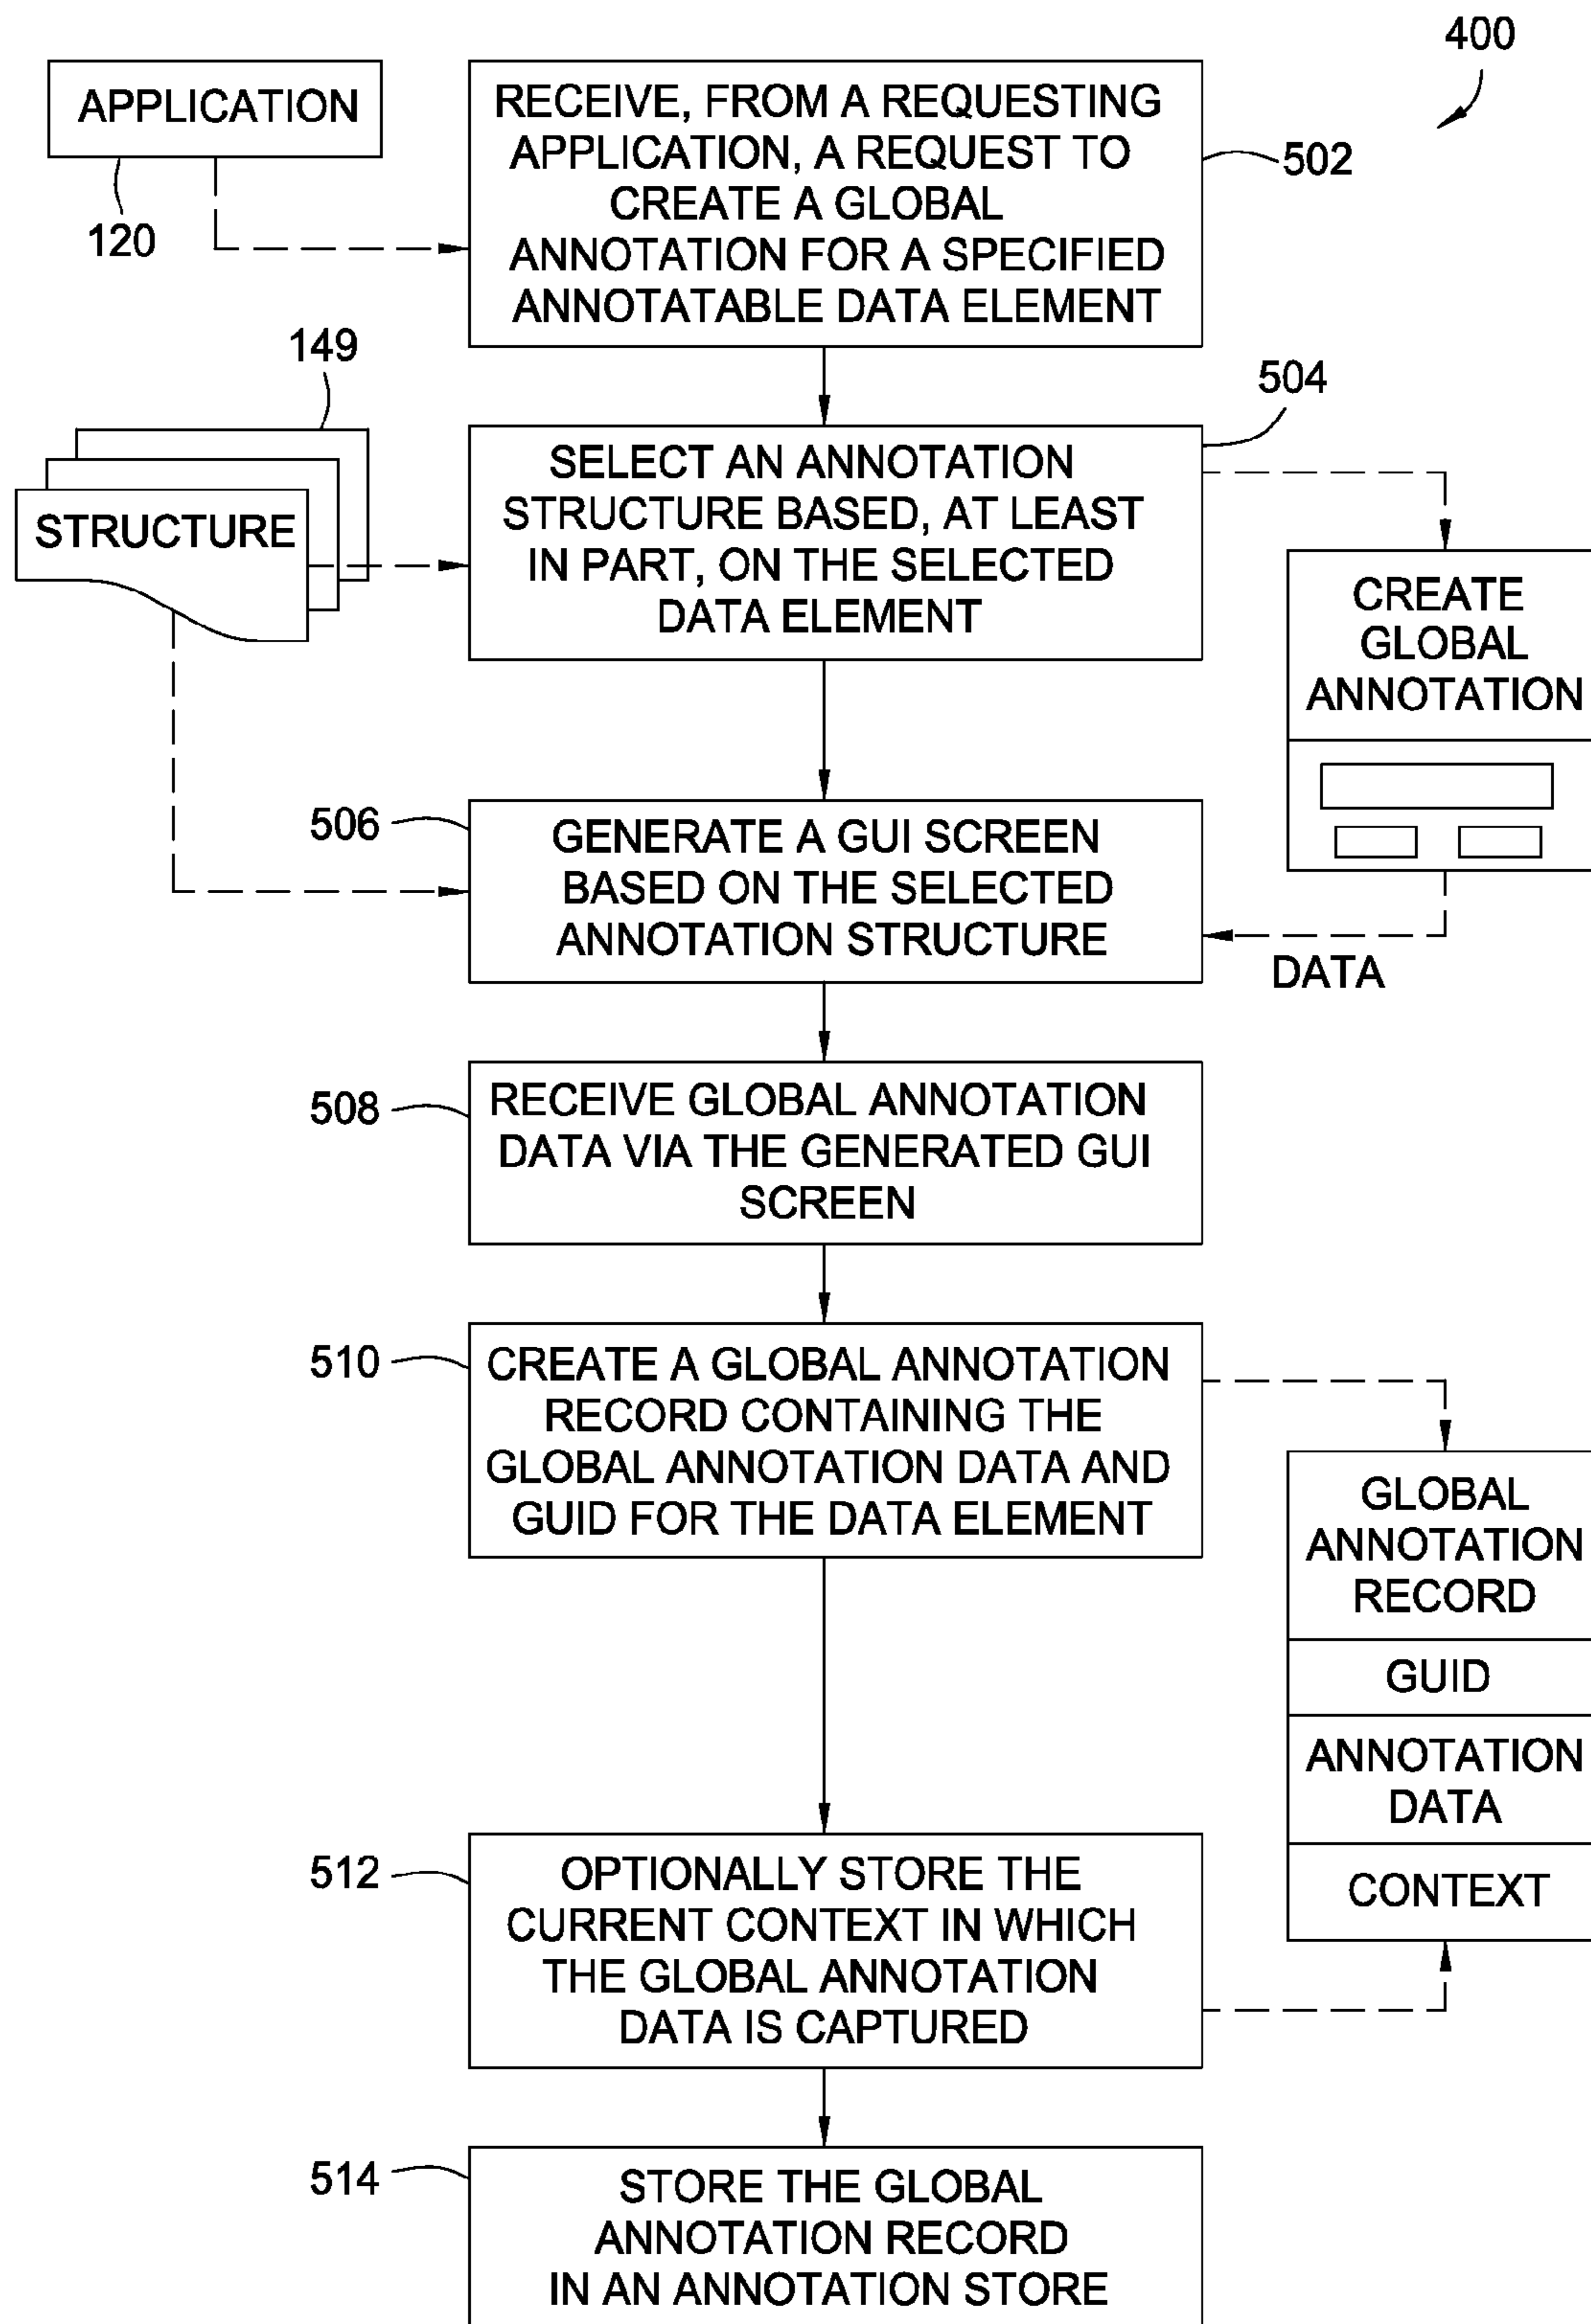 400
APPLICATION
120
RECEIVE, FROM A REQUESTING
APPLICATION, A REQUEST TO
CREATE A GLOBAL
ANNOTATION FOR A SPECIFIED
ANNOTATABLE DATA ELEMENT
502
149
STRUCTURE
504
SELECT AN ANNOTATION
STRUCTURE BASED, AT LEAST
IN PART, ON THE SELECTED
DATA ELEMENT
CREATE
GLOBAL
ANNOTATION
506
GENERATE A GUI SCREEN
BASED ON THE SELECTED
ANNOTATION STRUCTURE
DATA
508
RECEIVE GLOBAL ANNOTATION
DATA VIA THE GENERATED GUI
SCREEN
510
CREATE A GLOBAL ANNOTATION
RECORD CONTAINING THE
GLOBAL ANNOTATION DATA AND
GUID FOR THE DATA ELEMENT
GLOBAL
ANNOTATION
RECORD
GUID
ANNOTATION
DATA
CONTEXT
512
OPTIONALLY STORE THE
CURRENT CONTEXT IN WHICH
THE GLOBAL ANNOTATION
DATA IS CAPTURED
514
STORE THE GLOBAL
ANNOTATION RECORD
IN AN ANNOTATION STORE